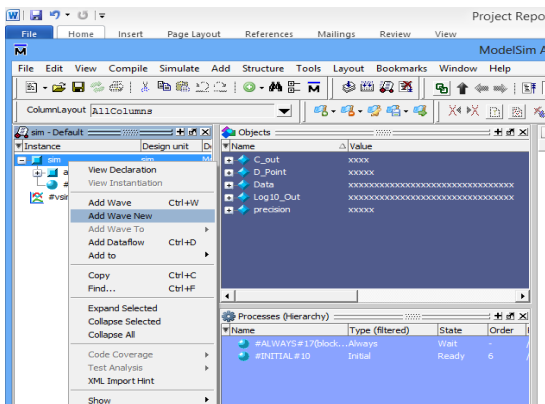 Project Repo
File Home Insert Page Layout References Mailings Review View
ModelSim A
File Edit View Compile Simulate Add Structure Tools Layout Bookmarks Window Help
ColumnLayout AllColumns
sim - Default
Instance Design unit D
sim sim M
a
#
#vsi
View Declaration
View Instantiation
Add Wave Ctrl+W
Add Wave New
Add Wave To
Add Dataflow Ctrl+D
Add to
Copy Ctrl+C
Find... Ctrl+F
Expand Selected
Collapse Selected
Collapse All
Code Coverage
Test Analysis
XML Import Hint
Show
Objects
Name Value
C_out xxxx
D_Point xxxxx
Data xxxxxxxxxxxxxxxxxxxxxxxxxxxxxxxx
Log10_Out xxxxxxxxxxxxxxxxxxxxxxxxxxxxxxxx
precision xxxxx
Processes (Hierarchy)
Name Type (filtered) State Order
#ALWAYS#17(block... Always Wait -
#INITIAL#10 Initial Ready 6